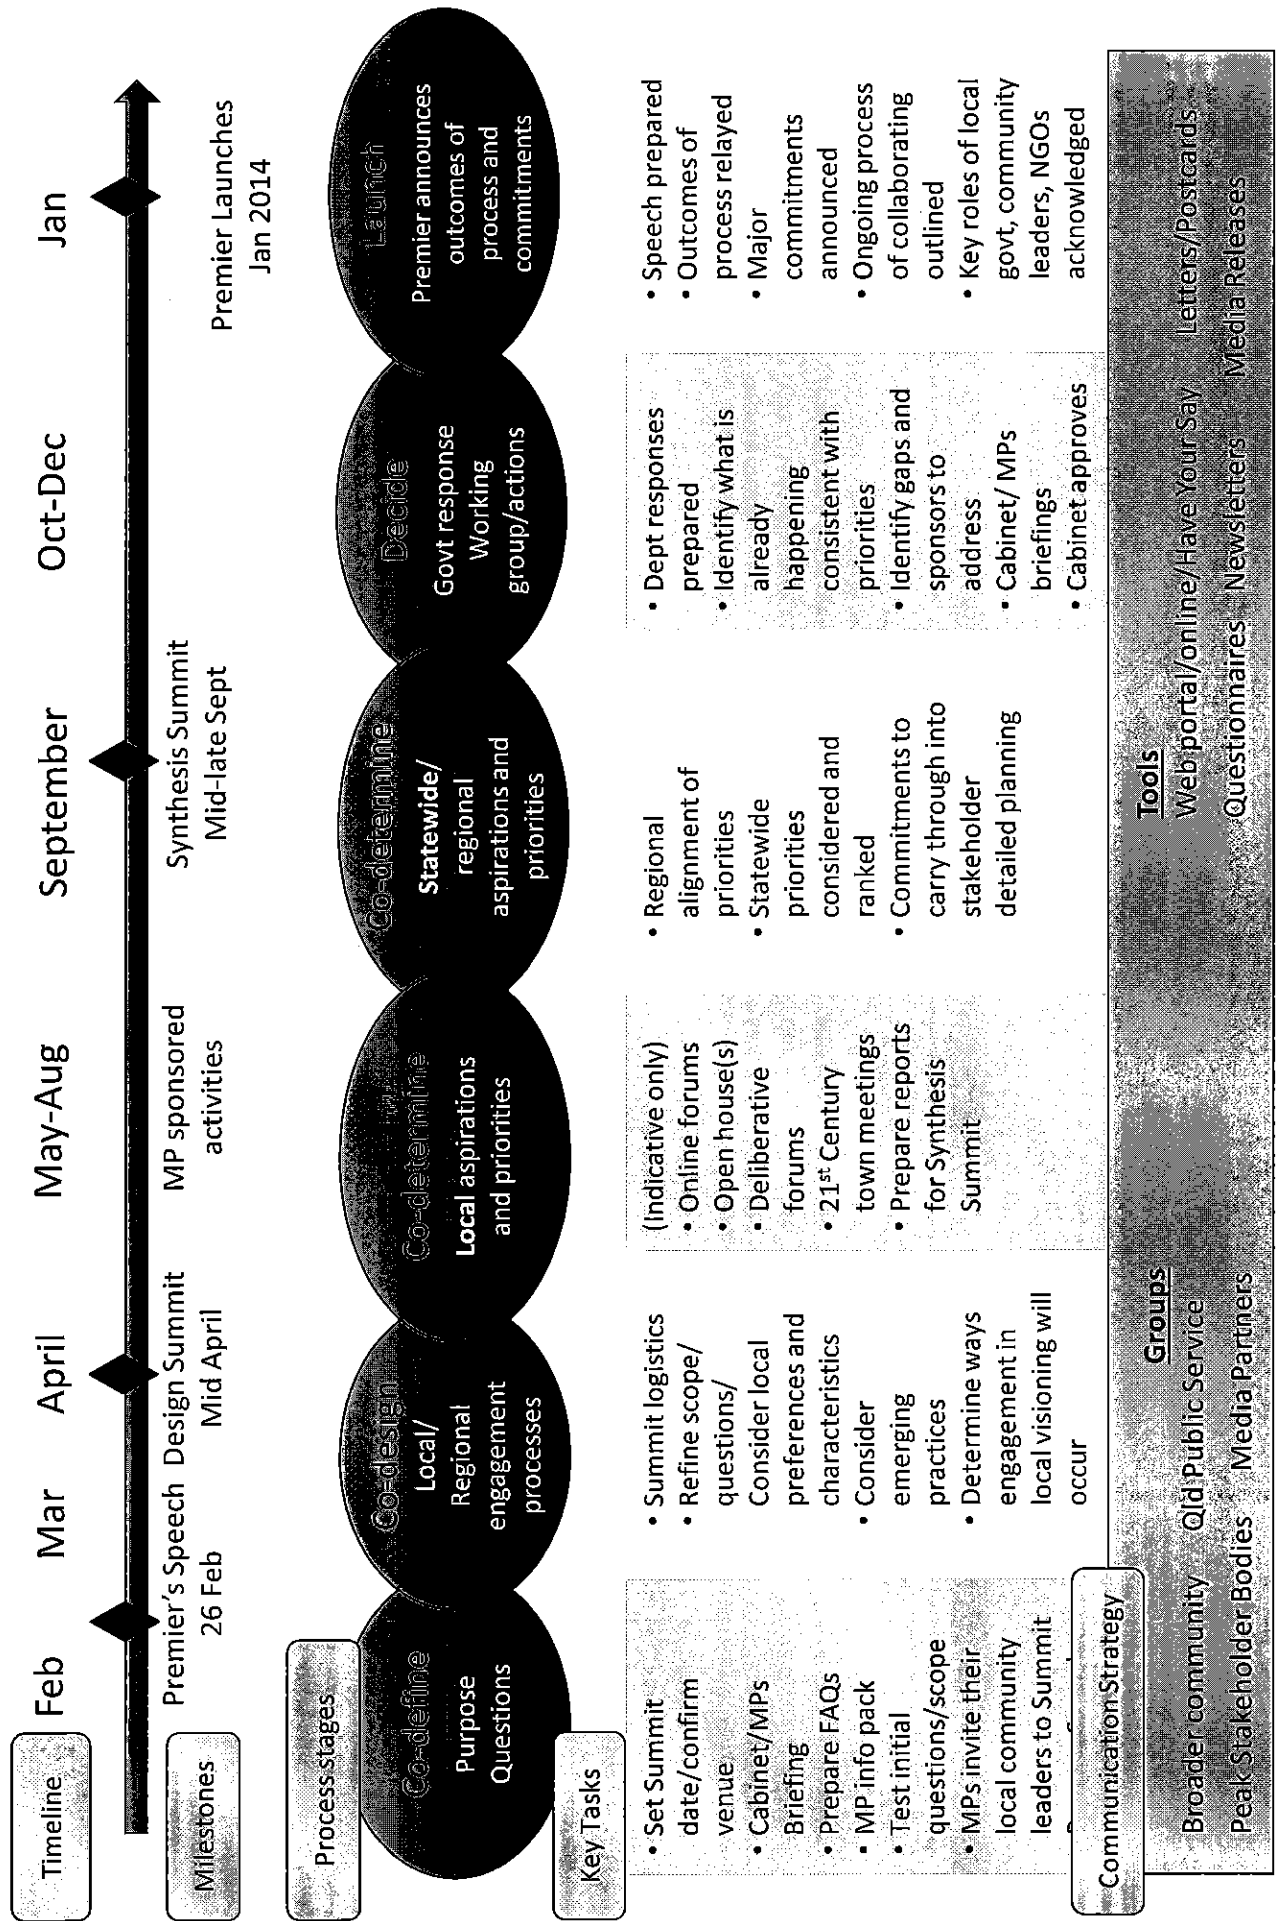 Timeline
Feb
Mar
April
May-Aug
September
Oct-Dec
Jan
Milestones
Premier's Speech
26 Feb
Design Summit
Mid April
MP sponsored
activities
Synthesis Summit
Mid-late Sept
Premier Launches
Jan 2014
Process stages
Co-define
Purpose
Questions
Co-design
Local/
Regional
engagement
processes
Co-determine
Local aspirations
and priorities
Co-determine
Statewide/
regional
aspirations and
priorities
Decide
Govt response
Working
group/actions
Launch
Premier announces
outcomes of
process and
commitments
Key Tasks
• Set Summit
date/confirm
venue
• Cabinet/MPs
Briefing
• Prepare FAQs
• MP info pack
• Test initial
questions/scope
• MPs invite their
local community
leaders to Summit
• Summit logistics
• Refine scope/
questions/
Consider local
preferences and
characteristics
• Consider
emerging
practices
• Determine ways
engagement in
local visioning will
occur
(Indicative only)
• Online forums
• Open house(s)
• Deliberative
forums
• 21st Century
town meetings
• Prepare reports
for Synthesis
Summit
• Regional
alignment of
priorities
• Statewide
priorities
considered and
ranked
• Commitments to
carry through into
stakeholder
detailed planning
• Dept responses
prepared
• Identify what is
already
happening
consistent with
priorities
• Identify gaps and
sponsors to
address
• Cabinet/ MPs
briefings
• Cabinet approves
• Speech prepared
• Outcomes of
process relayed
• Major
commitments
announced
• Ongoing process
of collaborating
outlined
• Key roles of local
govt, community
leaders, NGOs
acknowledged
Communication Strategy
Groups
Broader community Qld Public Service
Peak Stakeholder Bodies Media Partners
Tools
Web portal/online/Have Your Say Letters/Postcards
Questionnaires Newsletters Media Releases